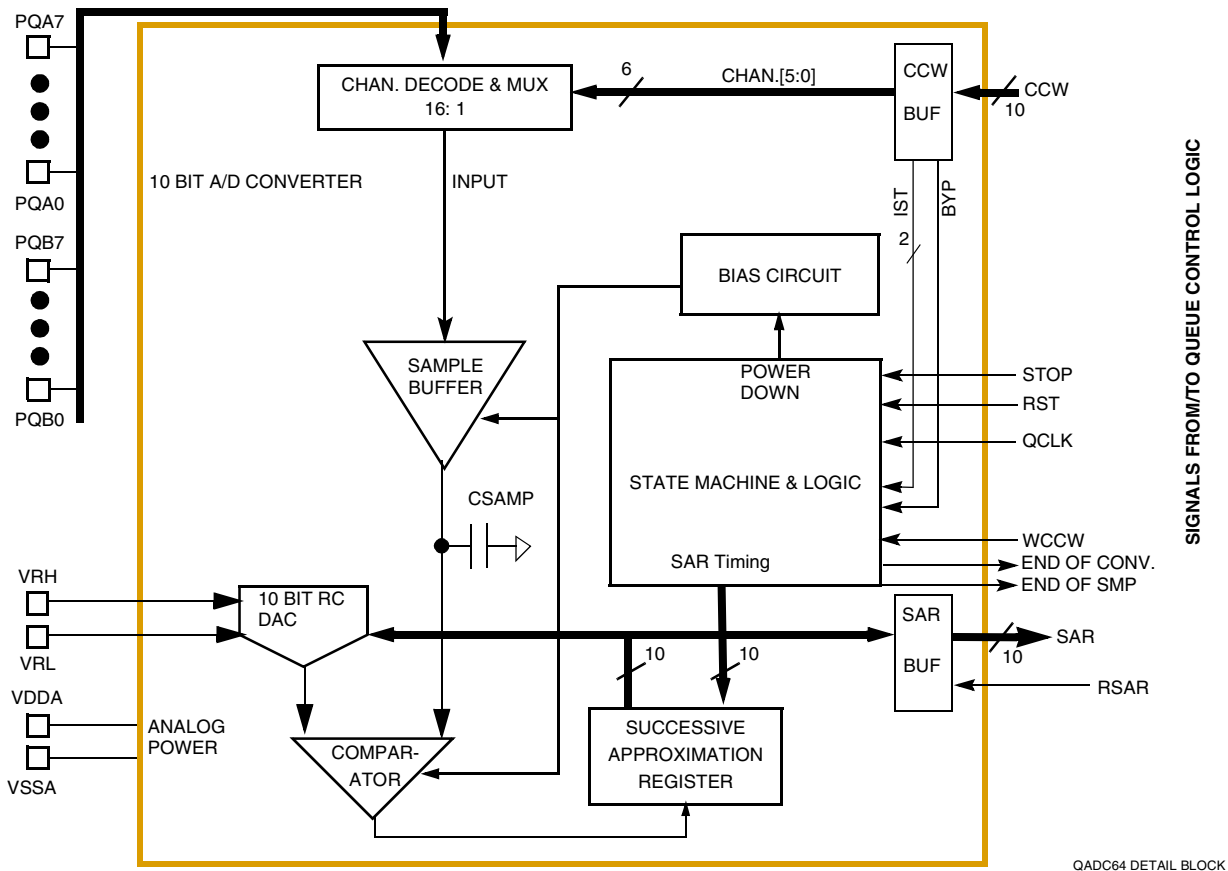 PQA7
PQA0
PQB7
PQB0
CHAN. DECODE & MUX
16: 1
6
CHAN.[5:0]
CCW
BUF
CCW
10
10 BIT A/D CONVERTER
INPUT
IST
BYP
2
BIAS CIRCUIT
SAMPLE
BUFFER
POWER
DOWN
STATE MACHINE & LOGIC
SAR Timing
STOP
RST
QCLK
WCCW
END OF CONV.
END OF SMP
SIGNALS FROM/TO QUEUE CONTROL LOGIC
CSAMP
VRH
VRL
10 BIT RC
DAC
10
10
SAR
BUF
SAR
10
RSAR
VDDA
VSSA
ANALOG
POWER
COMPAR-
ATOR
SUCCESSIVE
APPROXIMATION
REGISTER
QADC64 DETAIL BLOCK